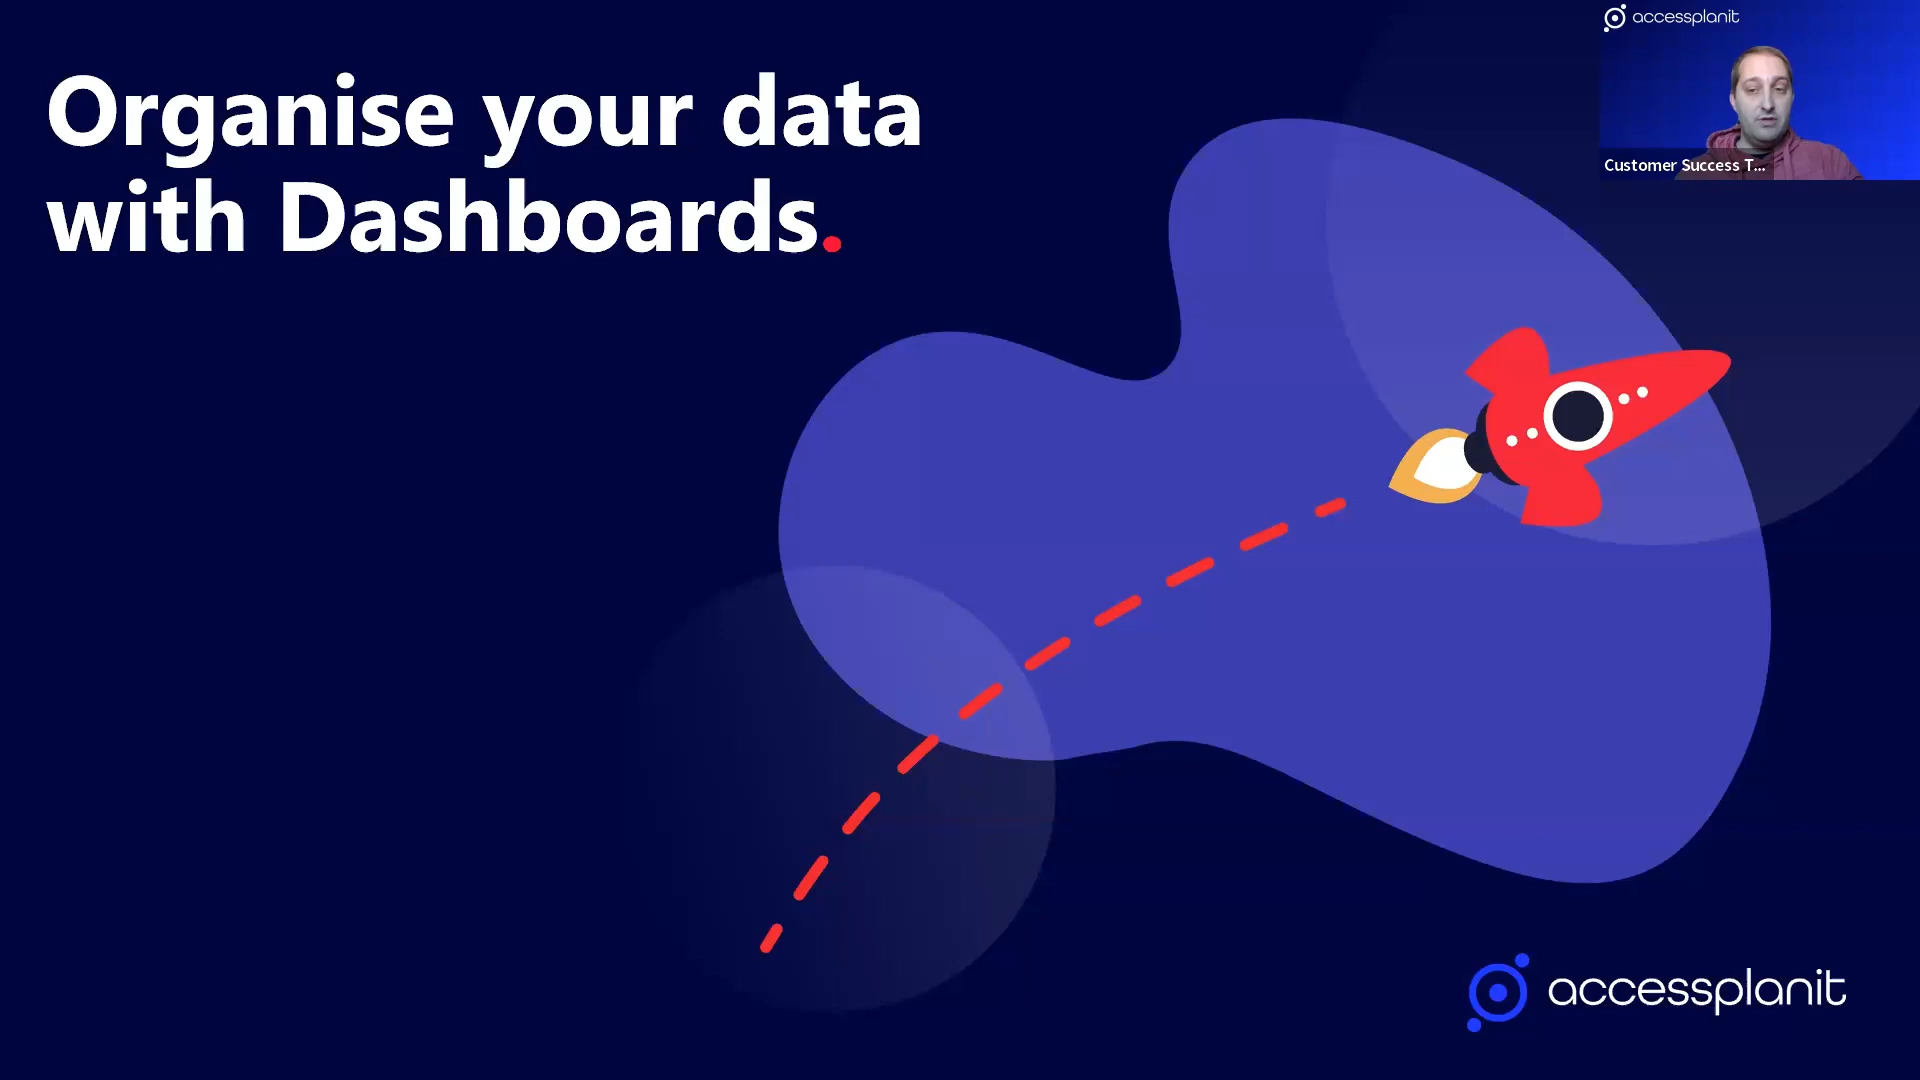 Organise your data
with Dashboards.
accessplanit
Customer Success T...
accessplanit